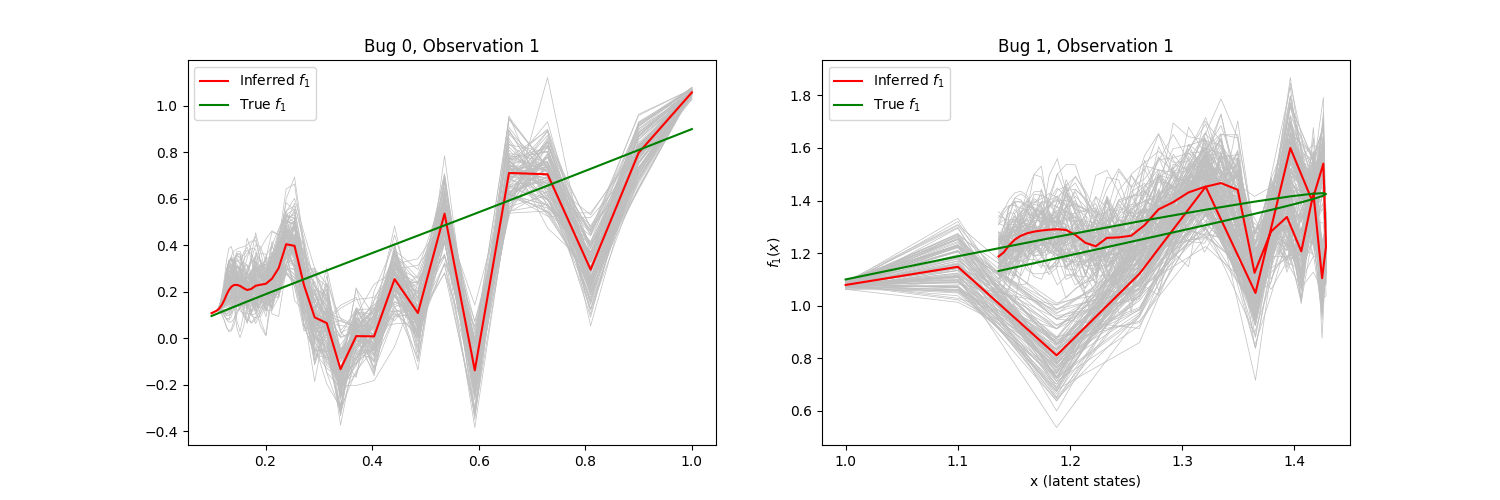 Bug 0, Observation 1
Inferred f₁
True f₁
1.0
0.8
0.6
0.4
0.2
0.0
−0.2
−0.4
0.2 0.4 0.6 0.8 1.0
Bug 1, Observation 1
Inferred f₁
True f₁
f₁(x)
1.8
1.6
1.4
1.2
1.0
0.8
0.6
1.0 1.1 1.2 1.3 1.4
x (latent states)